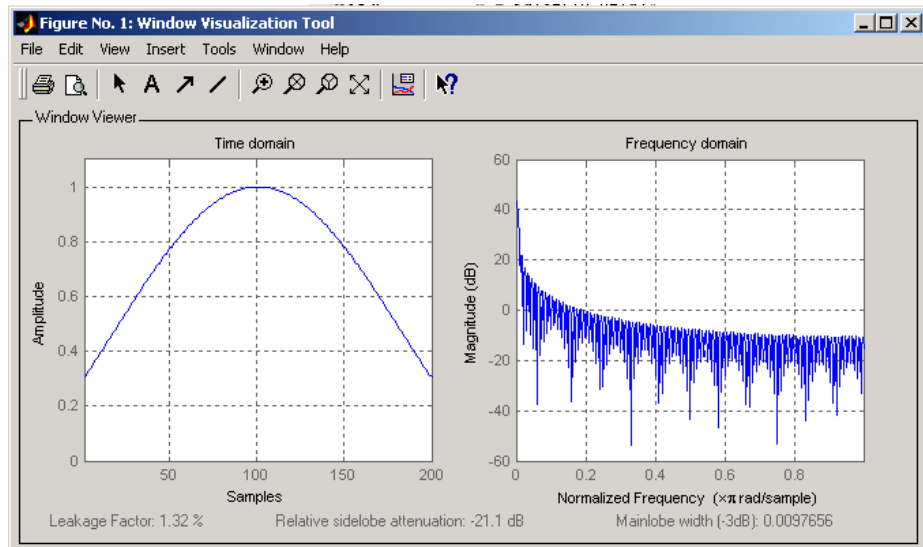 Figure No. 1: Window Visualization Tool
File Edit View Insert Tools Window Help
A
Window Viewer
Time domain
1
0.8
0.6
0.4
0.2
0
Amplitude
50 100 150 200
Samples
Frequency domain
60
40
20
0
-20
-40
-60
Magnitude (dB)
0 0.2 0.4 0.6 0.8
Normalized Frequency (×π rad/sample)
Leakage Factor: 1.32 % Relative sidelobe attenuation: -21.1 dB Mainlobe width (-3dB): 0.0097656